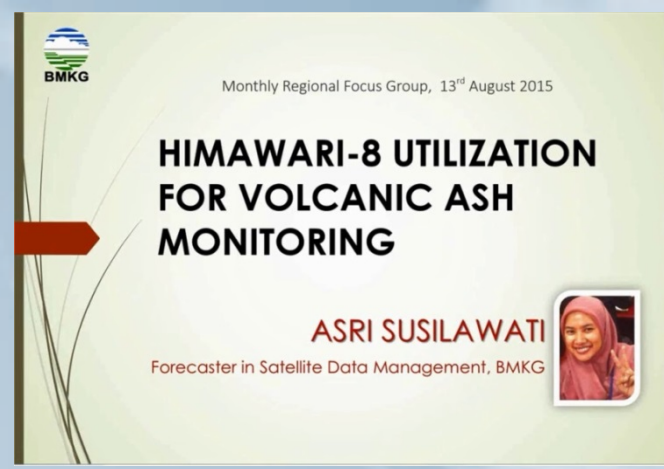 BMKG
Monthly Regional Focus Group, 13rd August 2015
HIMAWARI-8 UTILIZATION
FOR VOLCANIC ASH
MONITORING
ASRI SUSILAWATI
Forecaster in Satellite Data Management, BMKG